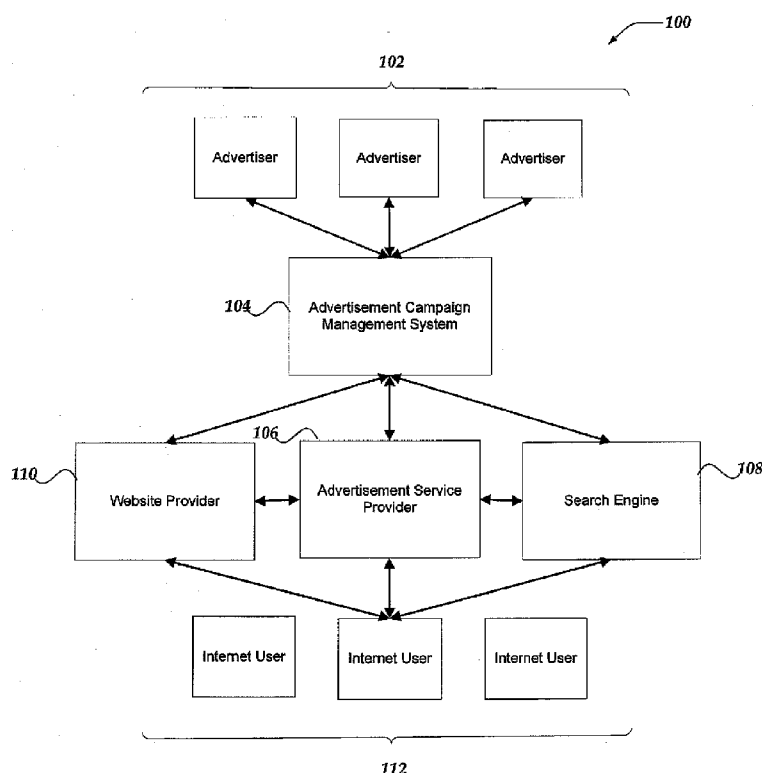 100
102
Advertiser
Advertiser
Advertiser
104
Advertisement Campaign
Management System
106
110
108
Website Provider
Advertisement Service
Provider
Search Engine
Internet User
Internet User
Internet User
112